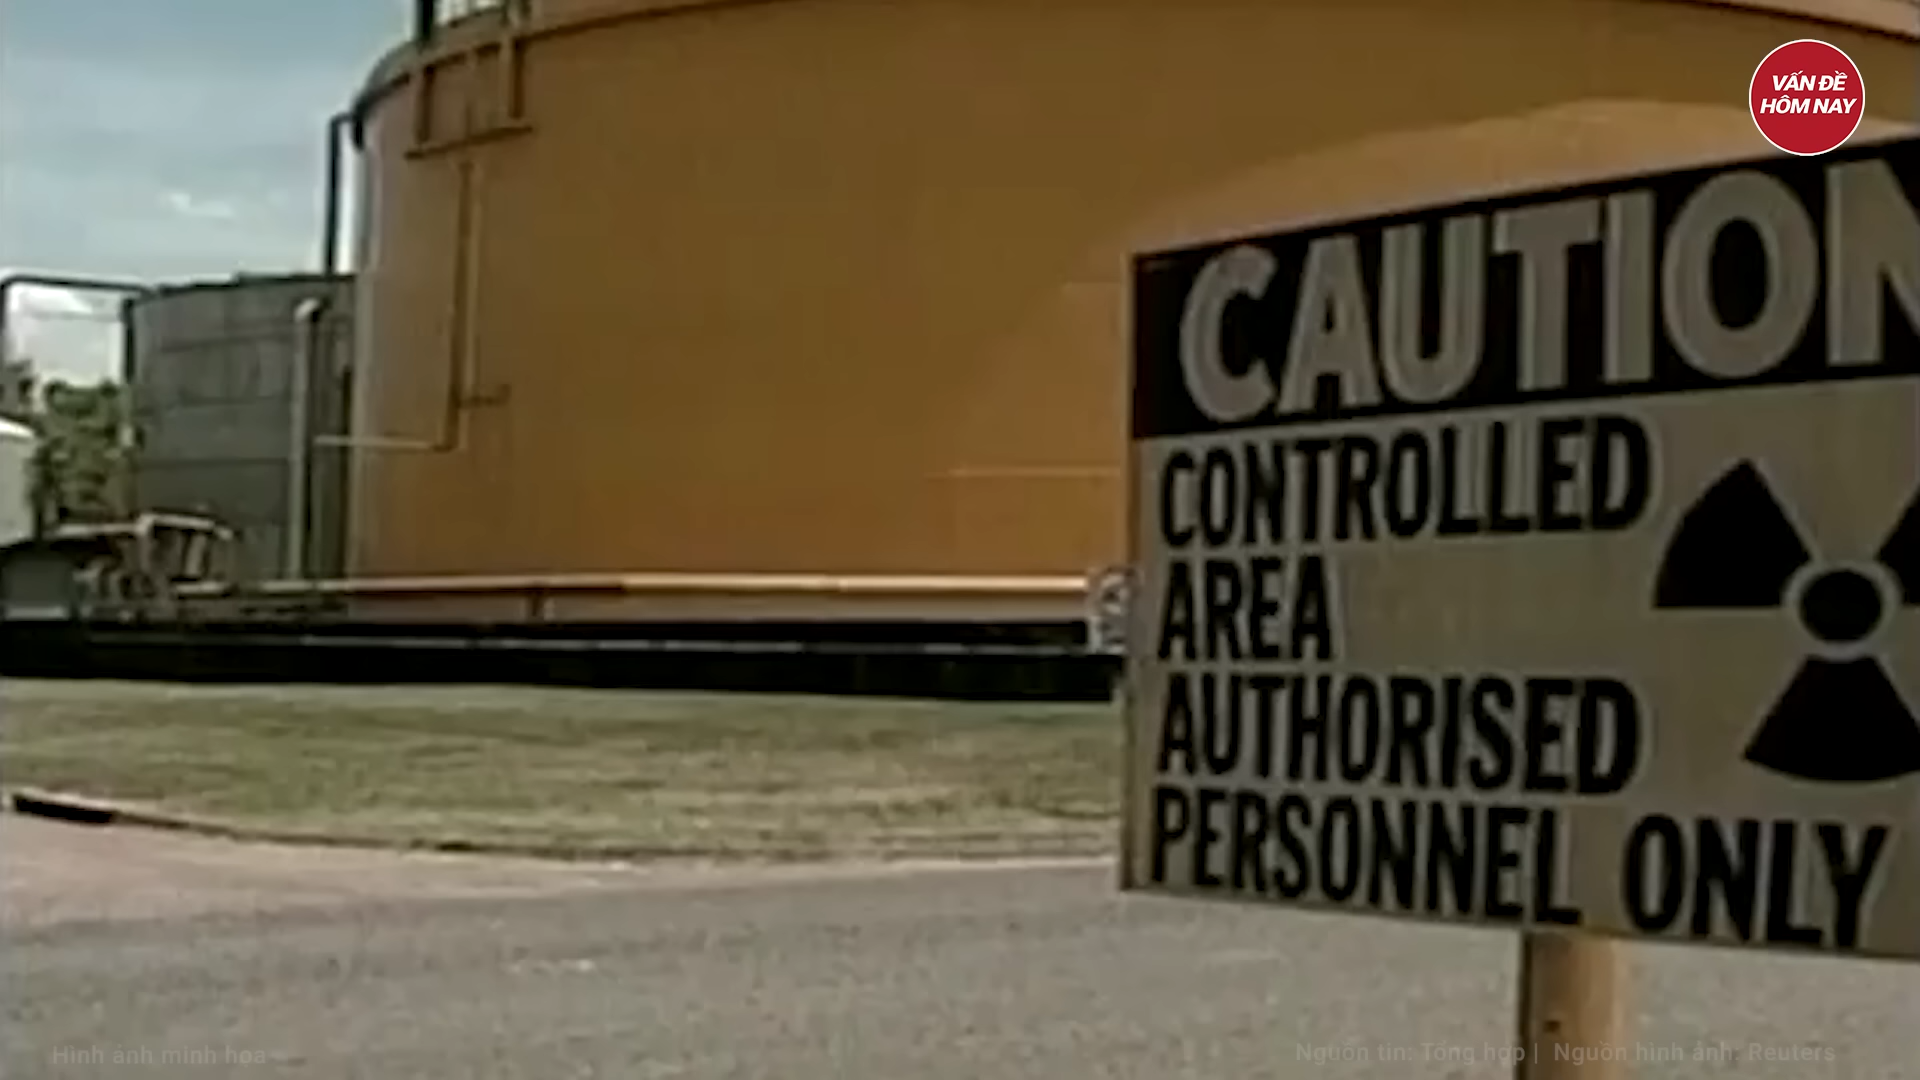 VẤN ĐỀ
HÔM NAY
CAUTION
CONTROLLED
AREA
AUTHORISED
PERSONNEL ONLY
Hình ảnh minh họa
Nguồn tin: Tổng hợp | Nguồn hình ảnh: Reuters